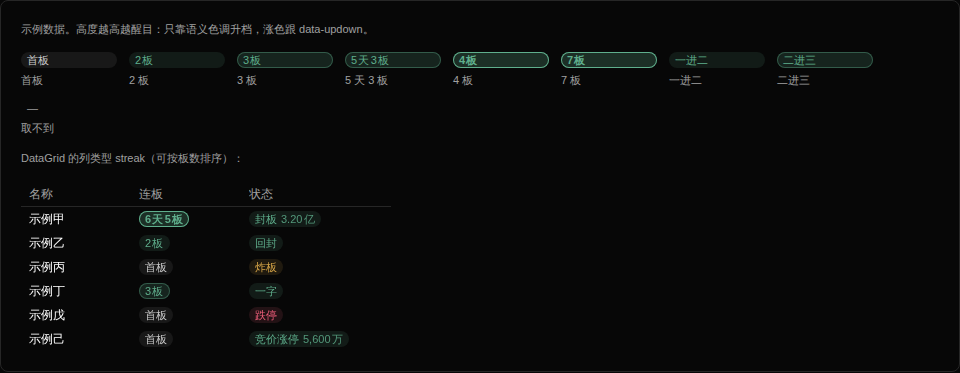 示例数据。高度越高越醒目：只靠语义色调升档，涨色跟 data-updown。
首板 2板 3板 5天3板 4板 7板 一进二 二进三
首板 2 板 3 板 5 天 3 板 4 板 7 板 一进二 二进三
—
取不到
DataGrid 的列类型 streak（可按板数排序）：
名称 连板 状态
示例甲 6天5板 封板 3.20亿
示例乙 2板 回封
示例丙 首板 炸板
示例丁 3板 一字
示例戊 首板 跌停
示例己 首板 竞价涨停 5,600万